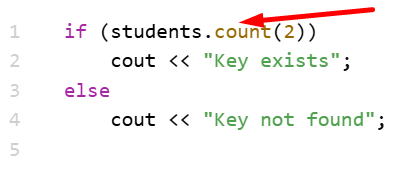 1 if (students.count(2))
2 cout << "Key exists";
3 else
4 cout << "Key not found";
5